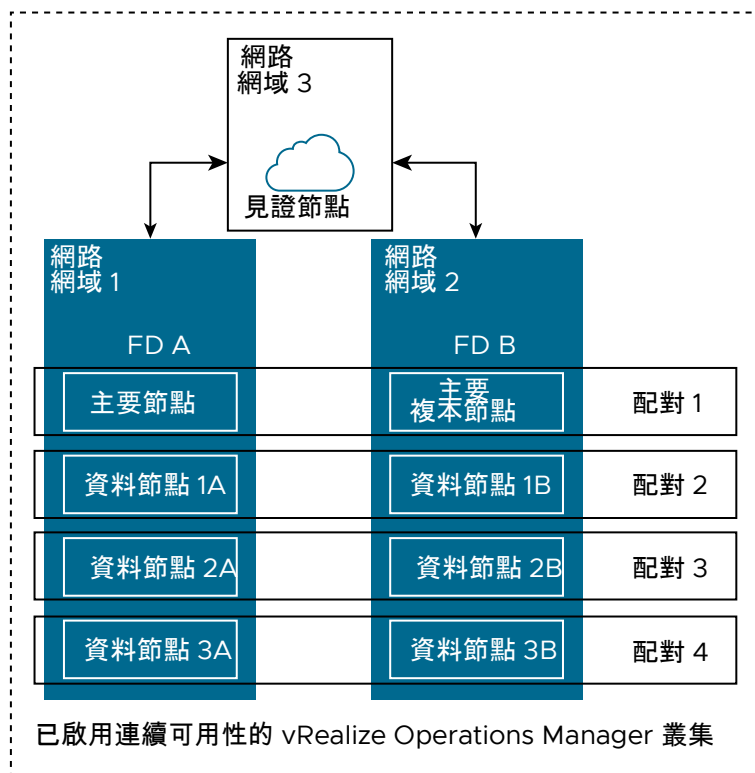 網路
網域 3
見證節點
網路
網域 1
網路
網域 2
FD A
FD B
主要節點
主要
複本節點
配對 1
資料節點 1A
資料節點 1B
配對 2
資料節點 2A
資料節點 2B
配對 3
資料節點 3A
資料節點 3B
配對 4
已啟用連續可用性的 vRealize Operations Manager 叢集